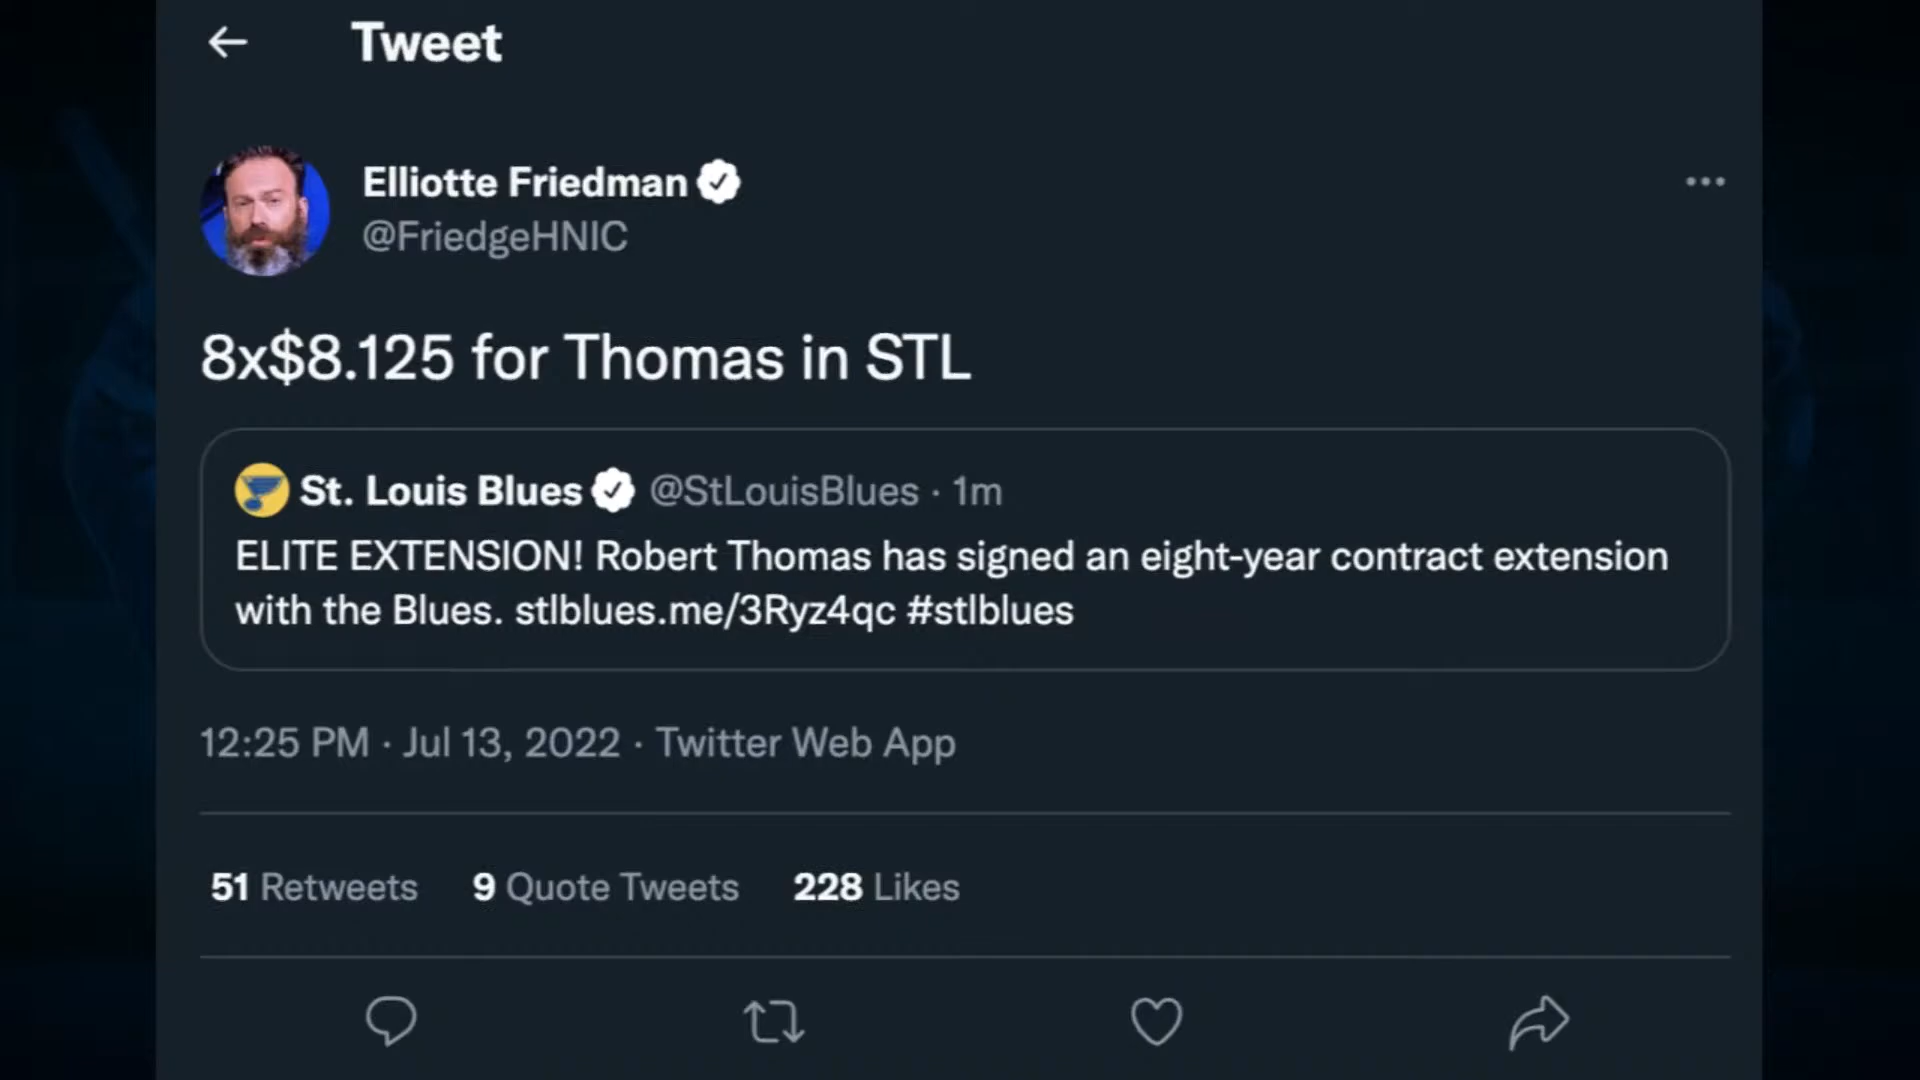 Tweet
Elliotte Friedman
@FriedgeHNIC
8x$8.125 for Thomas in STL
St. Louis Blues @StLouisBlues · 1m
ELITE EXTENSION! Robert Thomas has signed an eight-year contract extension
with the Blues. stlblues.me/3Ryz4qc #stlblues
12:25 PM · Jul 13, 2022 · Twitter Web App
51 Retweets 9 Quote Tweets 228 Likes